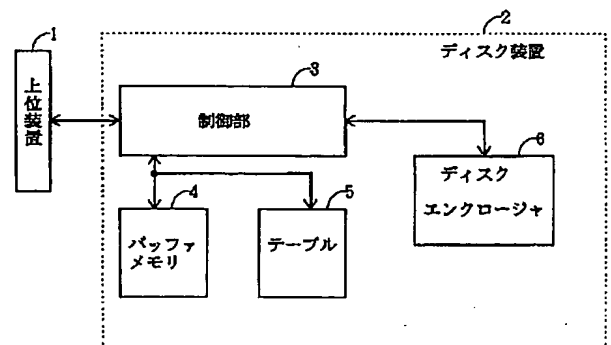 1
2
ディスク装置
上位装置
3
制御部
4
バッファ
メモリ
5
テーブル
6
ディスク
エンクロージャ